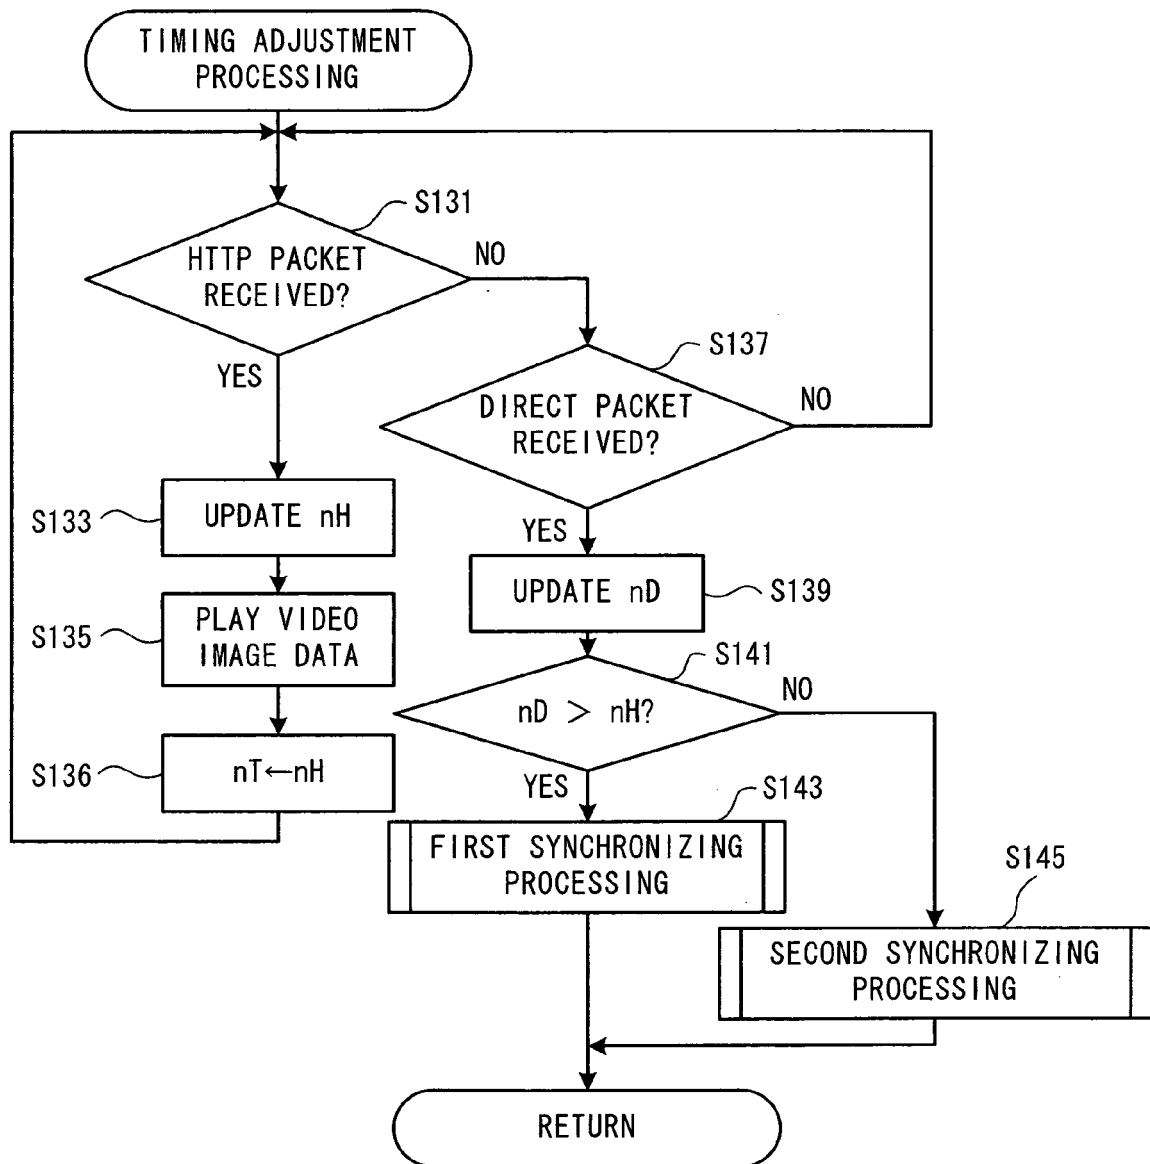 TIMING ADJUSTMENT
PROCESSING
S131
HTTP PACKET
RECEIVED?
NO
YES
S137
DIRECT PACKET
RECEIVED?
NO
YES
S133
UPDATE nH
S139
UPDATE nD
S135
PLAY VIDEO
IMAGE DATA
S141
nD > nH?
NO
YES
S136
nT←nH
S143
FIRST SYNCHRONIZING
PROCESSING
S145
SECOND SYNCHRONIZING
PROCESSING
RETURN